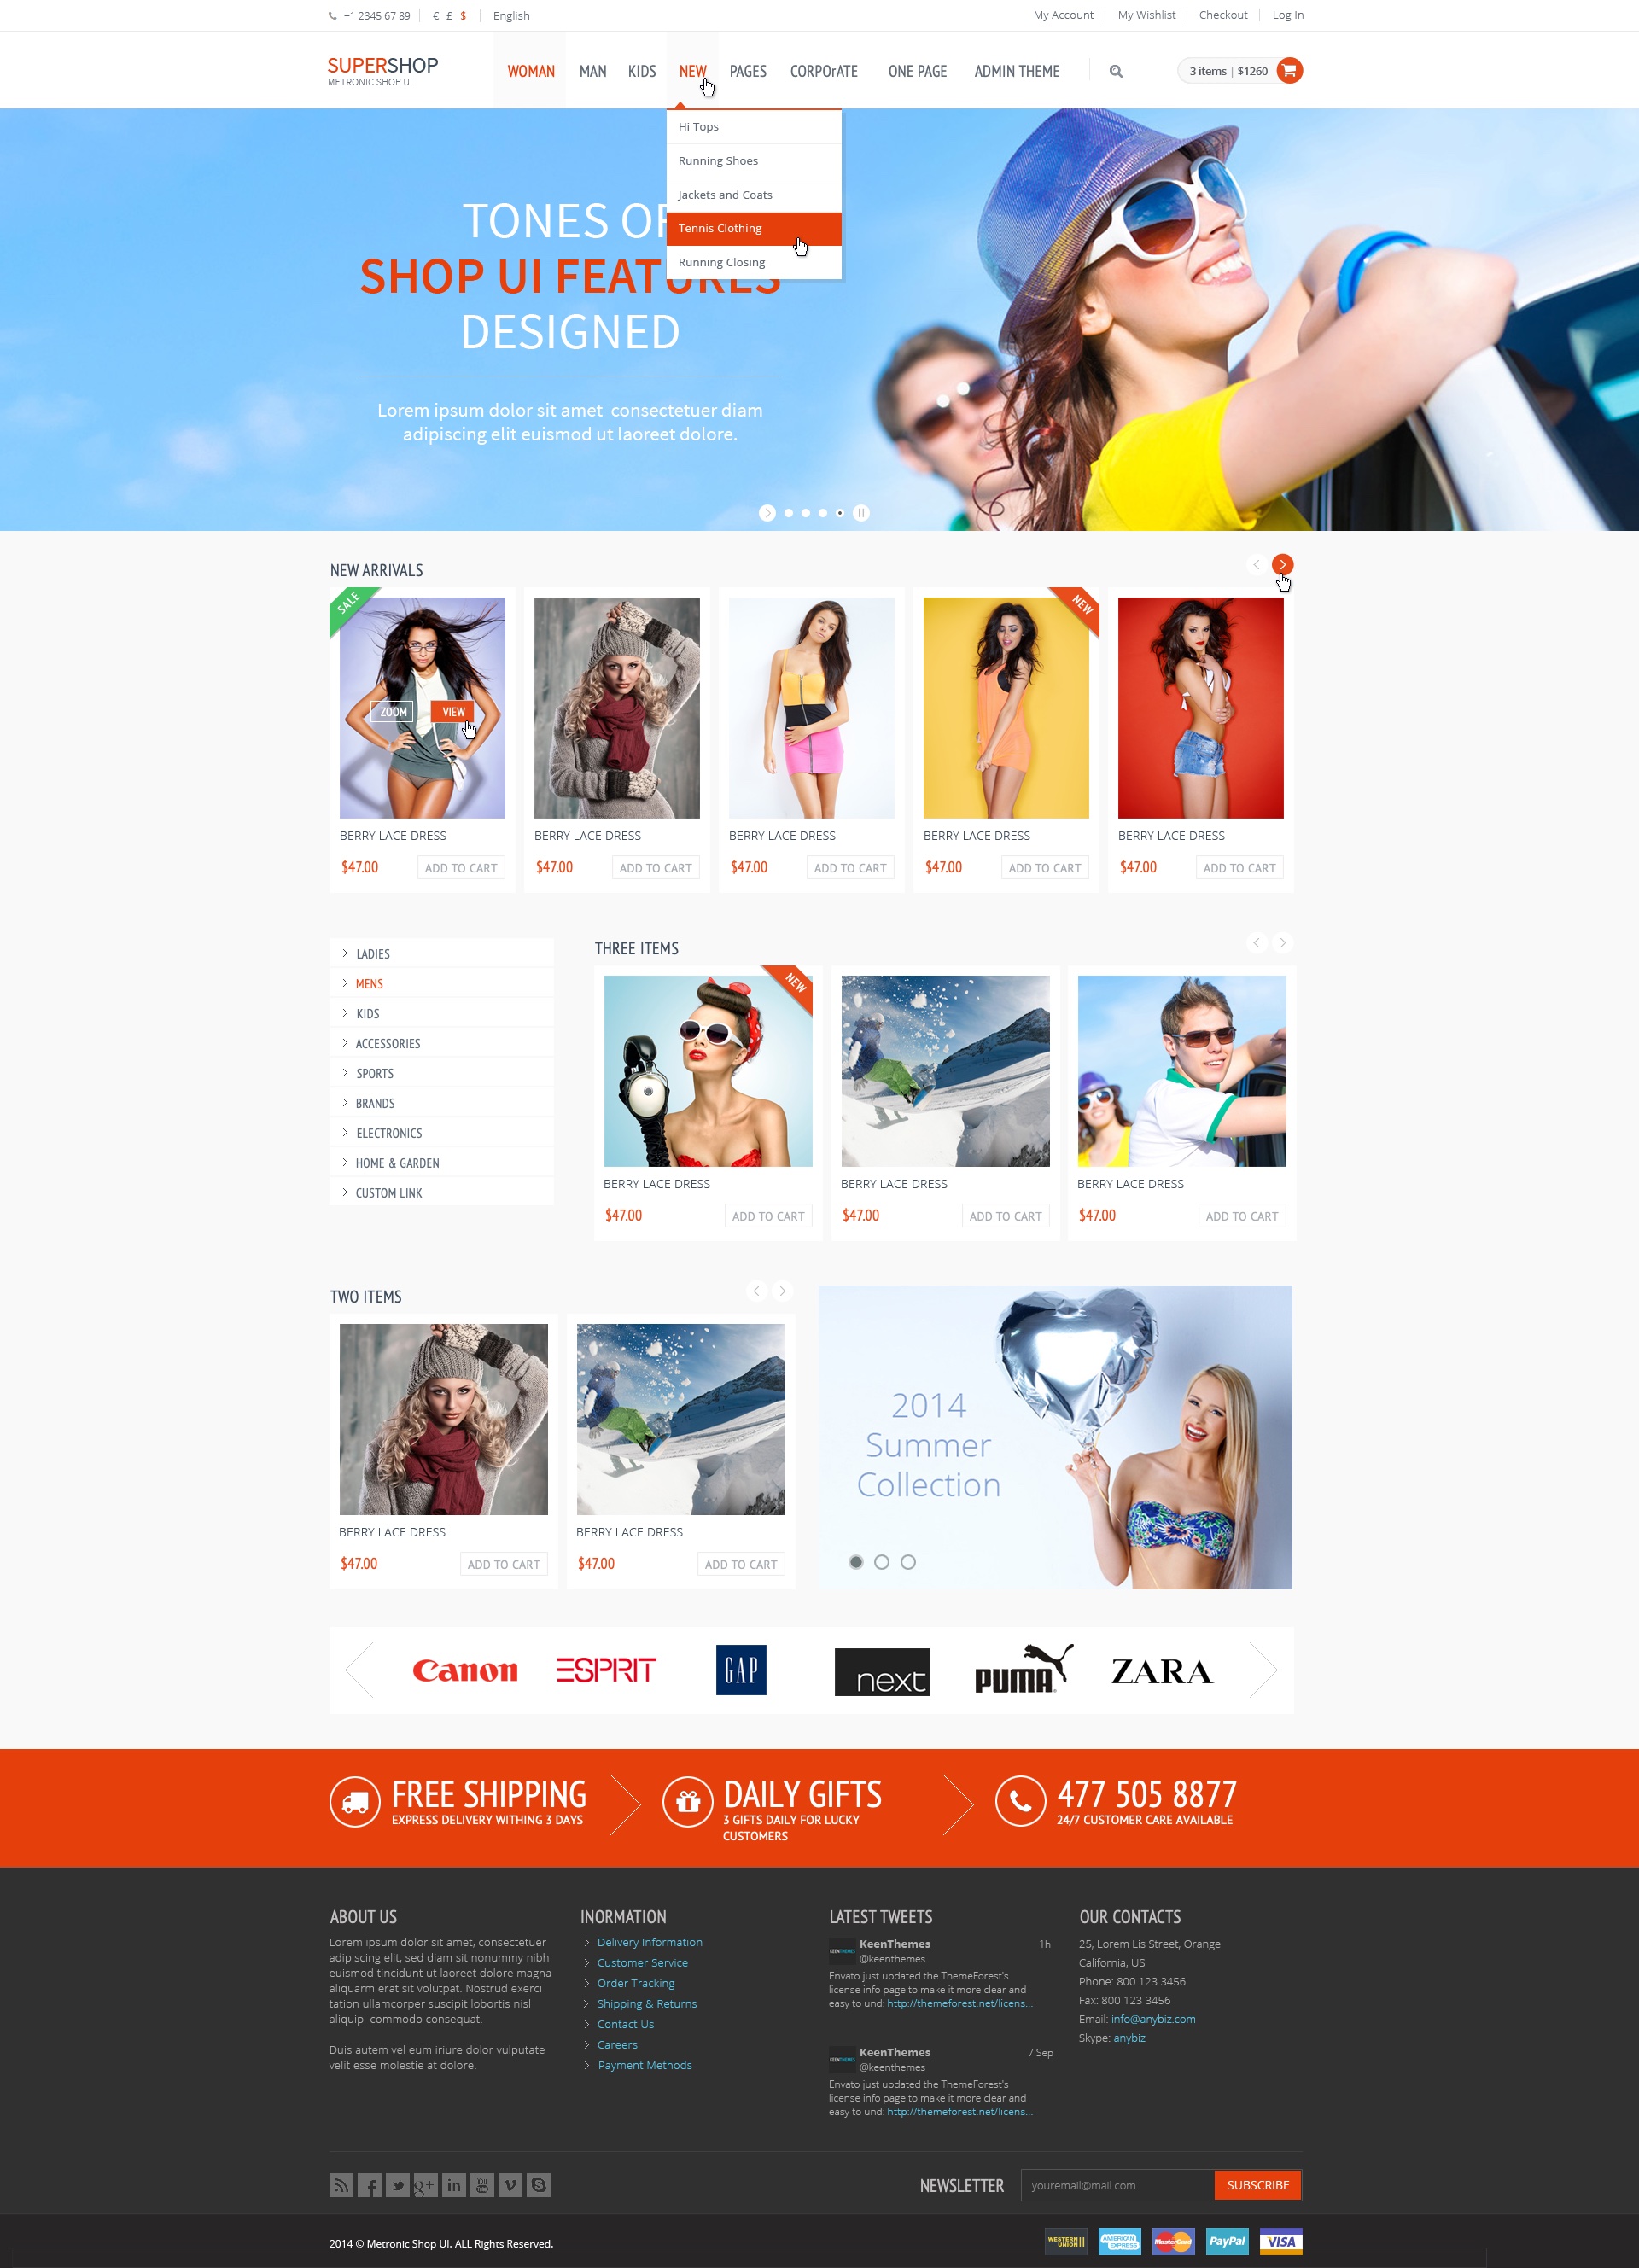 +1 2345 67 89 € £ $ English My Account My Wishlist Checkout Log In
SUPERSHOP
METRONIC SHOP UI
WOMAN MAN KIDS NEW PAGES CORPOrATE ONE PAGE ADMIN THEME 3 items | $1260
Hi Tops
Running Shoes
Jackets and Coats
Tennis Clothing
Running Closing
TONES OF
SHOP UI FEATURES
DESIGNED
Lorem ipsum dolor sit amet consectetuer diam
adipiscing elit euismod ut laoreet dolore.
NEW ARRIVALS
SALE NEW
ZOOM VIEW
BERRY LACE DRESS BERRY LACE DRESS BERRY LACE DRESS BERRY LACE DRESS BERRY LACE DRESS
$47.00 ADD TO CART $47.00 ADD TO CART $47.00 ADD TO CART $47.00 ADD TO CART $47.00 ADD TO CART
LADIES
MENS
KIDS
ACCESSORIES
SPORTS
BRANDS
ELECTRONICS
HOME & GARDEN
CUSTOM LINK
THREE ITEMS
NEW
BERRY LACE DRESS BERRY LACE DRESS BERRY LACE DRESS
$47.00 ADD TO CART $47.00 ADD TO CART $47.00 ADD TO CART
TWO ITEMS
BERRY LACE DRESS BERRY LACE DRESS
$47.00 ADD TO CART $47.00 ADD TO CART
2014
Summer
Collection
Canon ESPRIT GAP next PUMA ZARA
FREE SHIPPING
EXPRESS DELIVERY WITHING 3 DAYS
DAILY GIFTS
3 GIFTS DAILY FOR LUCKY
CUSTOMERS
477 505 8877
24/7 CUSTOMER CARE AVAILABLE
ABOUT US
Lorem ipsum dolor sit amet, consectetuer
adipiscing elit, sed diam sit nonummy nibh
euismod tincidunt ut laoreet dolore magna
aliquarm erat sit volutpat. Nostrud exerci
tation ullamcorper suscipit lobortis nisl
aliquip commodo consequat.
Duis autem vel eum iriure dolor vulputate
velit esse molestie at dolore.
INORMATION
Delivery Information
Customer Service
Order Tracking
Shipping & Returns
Contact Us
Careers
Payment Methods
LATEST TWEETS
KEENTHEMES KeenThemes 1h
@keenthemes
Envato just updated the ThemeForest's
license info page to make it more clear and
easy to und: http://themeforest.net/licens...
KEENTHEMES KeenThemes 7 Sep
@keenthemes
Envato just updated the ThemeForest's
license info page to make it more clear and
easy to und: http://themeforest.net/licens...
OUR CONTACTS
25, Lorem Lis Street, Orange
California, US
Phone: 800 123 3456
Fax: 800 123 3456
Email: info@anybiz.com
Skype: anybiz
f g+ in You V S
NEWSLETTER youremail@mail.com SUBSCRIBE
2014 © Metronic Shop UI. ALL Rights Reserved.
WESTERN UNION AMERICAN EXPRESS MasterCard PayPal VISA